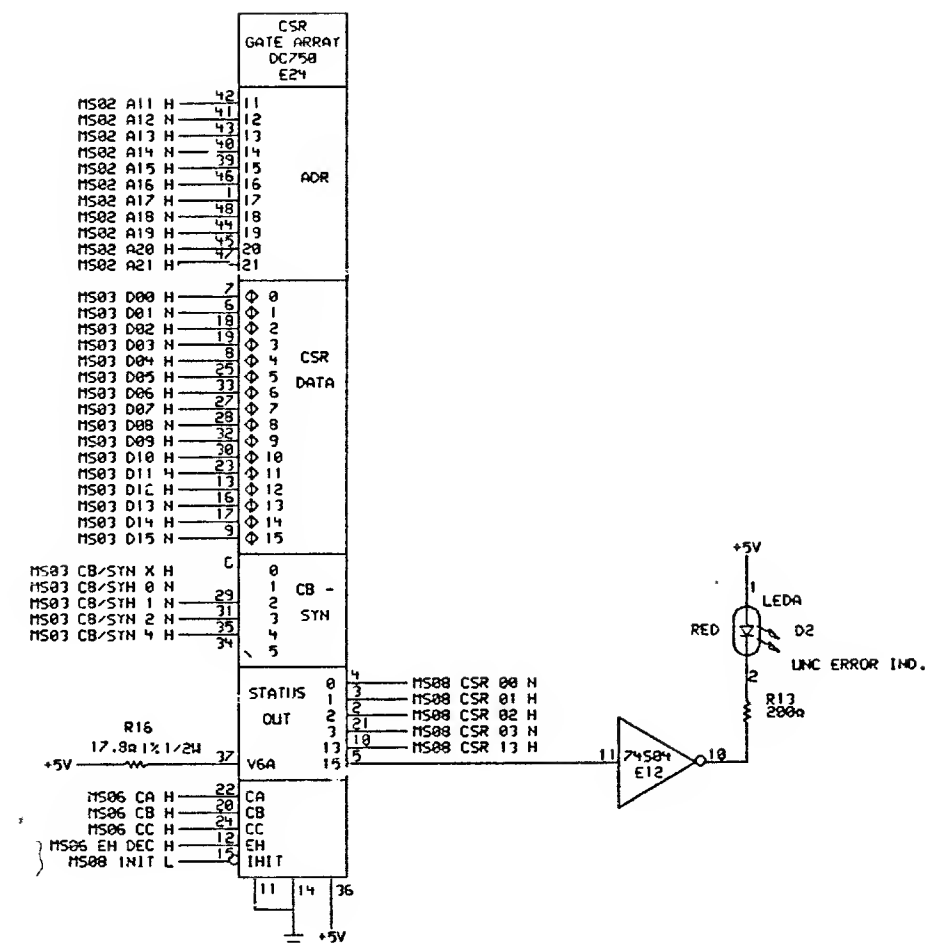 CSR
GATE ARRAY
DC750
E24
MS02 A11 H 42 11
MS02 A12 N 41 12
MS02 A13 H 43 13
MS02 A14 N 40 14
MS02 A15 H 39 15
MS02 A16 H 46 16
MS02 A17 H 1 17
MS02 A18 N 48 18
MS02 A19 H 44 19
MS02 A20 H 45 20
MS02 A21 H 47 21
ADR
MS03 D00 H 7 0
MS03 D01 N 6 1
MS03 D02 H 18 2
MS03 D03 N 19 3
MS03 D04 H 8 4
MS03 D05 H 25 5
MS03 D06 H 33 6
MS03 D07 H 27 7
MS03 D08 N 28 8
MS03 D09 H 32 9
MS03 D10 H 30 10
MS03 D11 H 23 11
MS03 D12 H 13 12
MS03 D13 N 16 13
MS03 D14 H 17 14
MS03 D15 N 9 15
CSR
DATA
MS03 CB/SYN X H 0
MS03 CB/SYH 0 N 1
MS03 CB/SYH 1 N 29 2
MS03 CB/SYN 2 N 31 3
MS03 CB/SYN 4 H 35 4
34 5
CB -
SYN
STATUS
OUT
0 4 MS08 CSR 00 N
1 3 MS08 CSR 01 H
2 2 MS08 CSR 02 H
3 21 MS08 CSR 03 N
13 10 MS08 CSR 13 H
15 5
R16
17.8Ω 1% 1/2W
+5V 37 VGA
MS06 CA H 22 CA
MS06 CB H 20 CB
MS06 CC H 24 CC
MS06 EH DEC H 12 EH
MS08 INIT L 15 IHIT
11 14 36
+5V
11 74S04 10
E12
+5V
1
LEDA
RED D2
UNC ERROR IND.
2
R13
200Ω